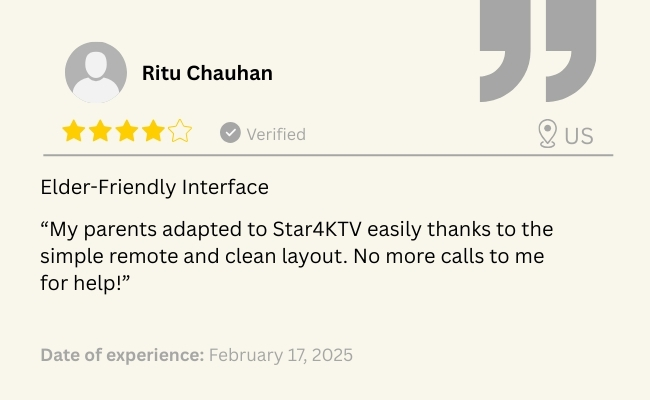 Ritu Chauhan
Verified
US
Elder-Friendly Interface
“My parents adapted to Star4KTV easily thanks to the
simple remote and clean layout. No more calls to me
for help!”
Date of experience: February 17, 2025